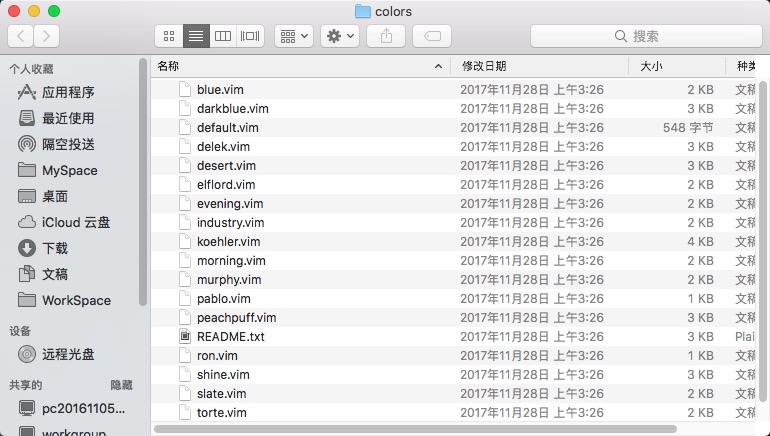 colors
搜索
个人收藏
应用程序
最近使用
隔空投送
MySpace
桌面
iCloud 云盘
下载
文稿
WorkSpace
设备
远程光盘
共享的 隐藏
pc20161105...
workgroup
名称 修改日期 大小 种类
blue.vim 2017年11月28日 上午3:26 2 KB 文稿
darkblue.vim 2017年11月28日 上午3:26 3 KB 文稿
default.vim 2017年11月28日 上午3:26 548 字节 文稿
delek.vim 2017年11月28日 上午3:26 3 KB 文稿
desert.vim 2017年11月28日 上午3:26 3 KB 文稿
elflord.vim 2017年11月28日 上午3:26 2 KB 文稿
evening.vim 2017年11月28日 上午3:26 2 KB 文稿
industry.vim 2017年11月28日 上午3:26 2 KB 文稿
koehler.vim 2017年11月28日 上午3:26 4 KB 文稿
morning.vim 2017年11月28日 上午3:26 2 KB 文稿
murphy.vim 2017年11月28日 上午3:26 2 KB 文稿
pablo.vim 2017年11月28日 上午3:26 1 KB 文稿
peachpuff.vim 2017年11月28日 上午3:26 3 KB 文稿
README.txt 2017年11月28日 上午3:26 3 KB Plai
ron.vim 2017年11月28日 上午3:26 1 KB 文稿
shine.vim 2017年11月28日 上午3:26 3 KB 文稿
slate.vim 2017年11月28日 上午3:26 2 KB 文稿
torte.vim 2017年11月28日 上午3:26 2 KB 文稿